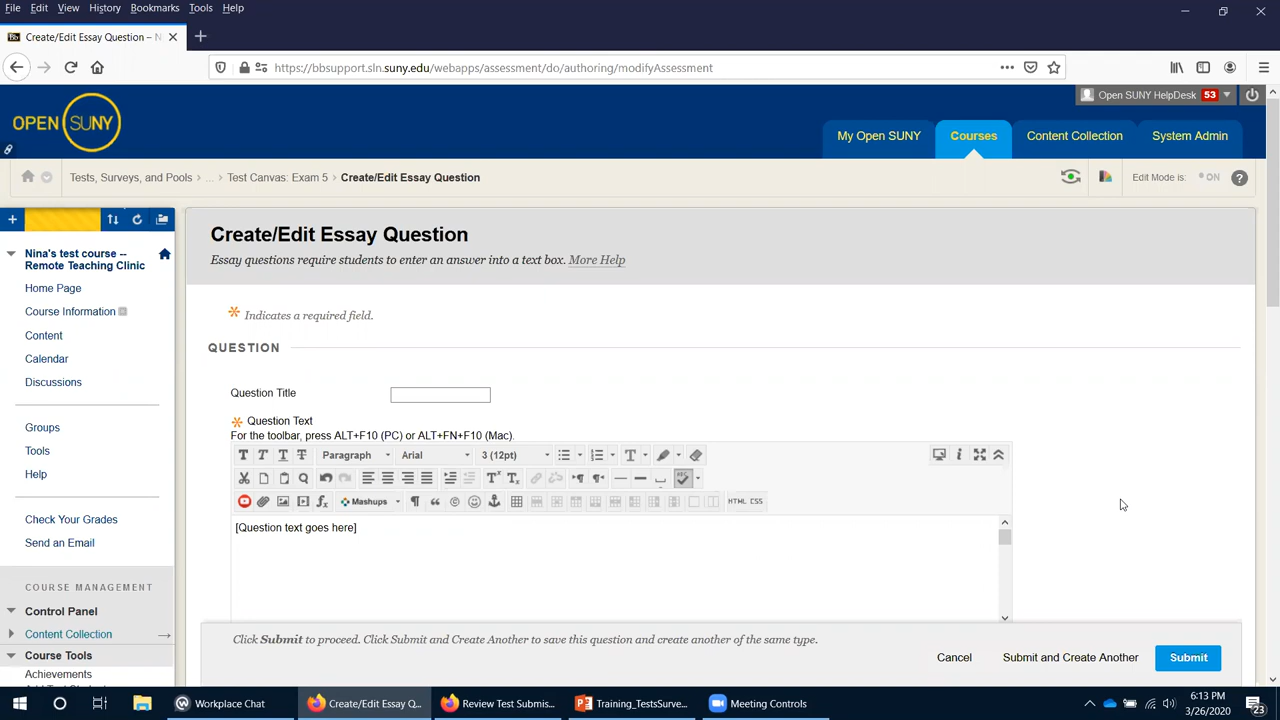 File Edit View History Bookmarks Tools Help
Create/Edit Essay Question – N
https://bbsupport.sln.suny.edu/webapps/assessment/do/authoring/modifyAssessment
Open SUNY HelpDesk 53
OPEN SUNY
My Open SUNY Courses Content Collection System Admin
Tests, Surveys, and Pools ... Test Canvas: Exam 5 Create/Edit Essay Question
Edit Mode is: ON
Nina's test course --
Remote Teaching Clinic
Home Page
Course Information
Content
Calendar
Discussions
Groups
Tools
Help
Check Your Grades
Send an Email
COURSE MANAGEMENT
Control Panel
Content Collection
Course Tools
Achievements
Create/Edit Essay Question
Essay questions require students to enter an answer into a text box. More Help
Indicates a required field.
QUESTION
Question Title
Question Text
For the toolbar, press ALT+F10 (PC) or ALT+FN+F10 (Mac).
Paragraph Arial 3 (12pt)
Mashups HTML CSS
[Question text goes here]
Click Submit to proceed. Click Submit and Create Another to save this question and create another of the same type.
Cancel Submit and Create Another Submit
Workplace Chat Create/Edit Essay Q... Review Test Submis... Training_TestsSurve... Meeting Controls
6:13 PM
3/26/2020
23